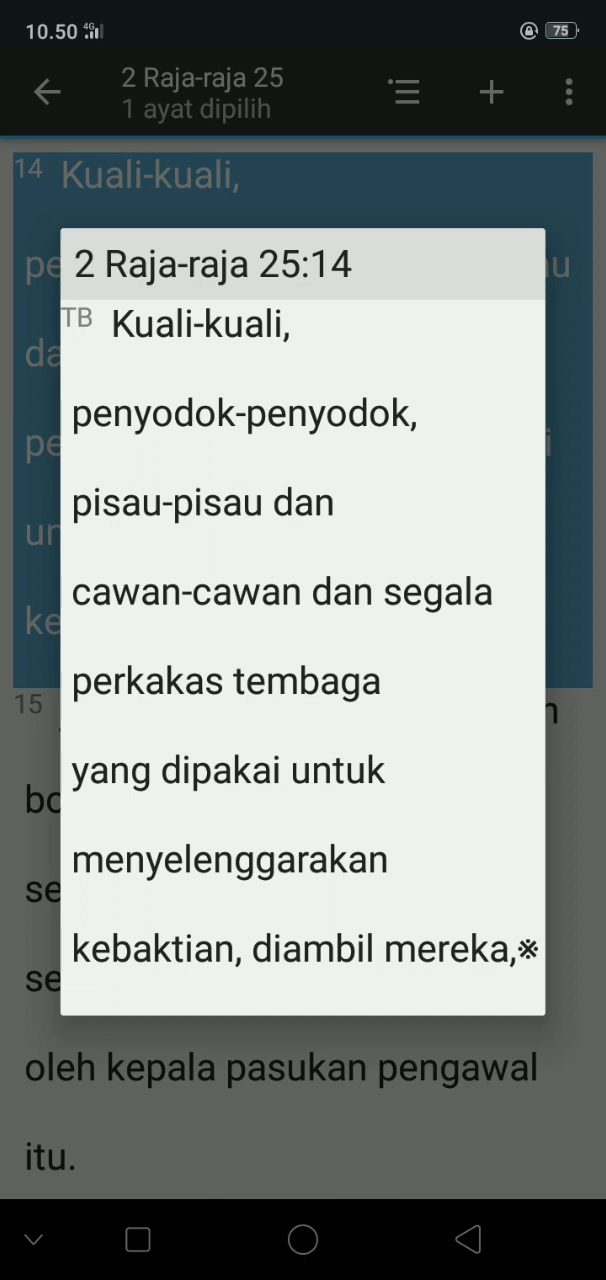 10.50 4G 75
2 Raja-raja 25
1 ayat dipilih
14 Kuali-kuali,
2 Raja-raja 25:14
TB Kuali-kuali,
penyodok-penyodok,
pisau-pisau dan
cawan-cawan dan segala
perkakas tembaga
yang dipakai untuk
menyelenggarakan
kebaktian, diambil mereka,※
15
oleh kepala pasukan pengawal
itu.